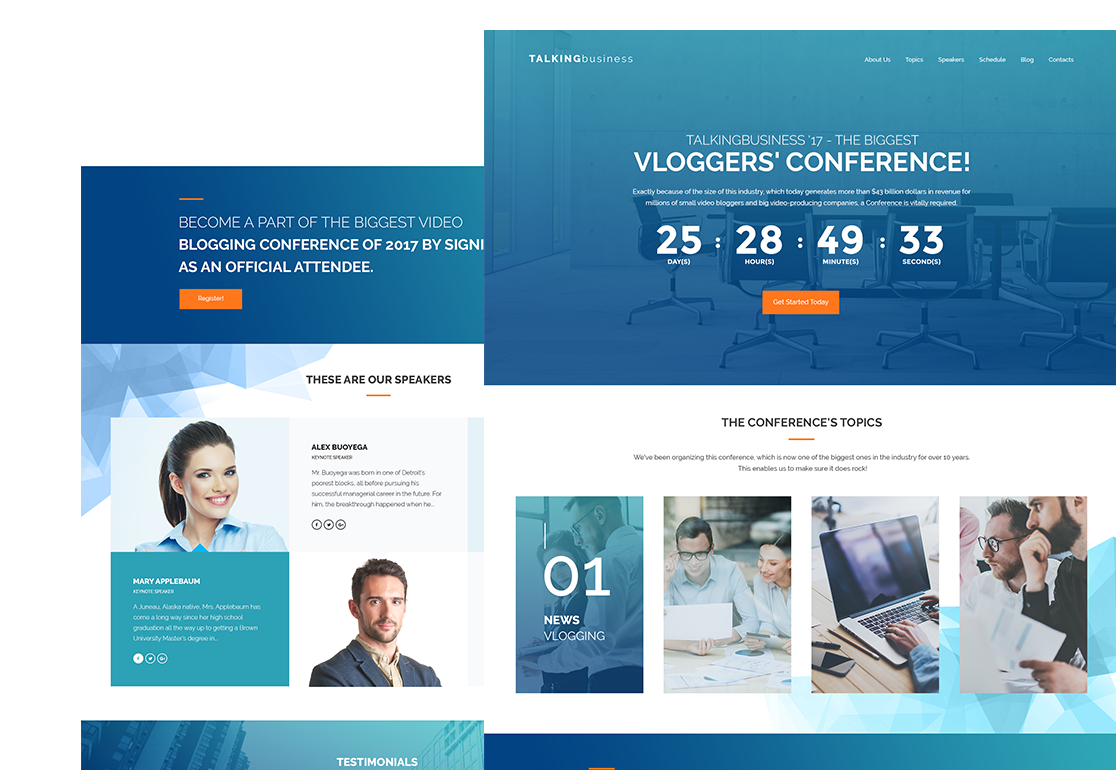 TALKINGbusiness
About Us Topics Speakers Schedule Blog Contacts
TALKINGBUSINESS '17 - THE BIGGEST
VLOGGERS' CONFERENCE!
Exactly because of the size of this industry, which today generates more than $43 billion dollars in revenue for
millions of small video bloggers and big video-producing companies, a Conference is vitally required.
25 : 28 : 49 : 33
DAY(S) HOUR(S) MINUTE(S) SECOND(S)
Get Started Today
THE CONFERENCE'S TOPICS
We've been organizing this conference, which is now one of the biggest ones in the industry for over 10 years.
This enables us to make sure it does rock!
01
NEWS
VLOGGING
BECOME A PART OF THE BIGGEST VIDEO
BLOGGING CONFERENCE OF 2017 BY SIGNI
AS AN OFFICIAL ATTENDEE.
Register!
THESE ARE OUR SPEAKERS
ALEX BUOYEGA
KEYNOTE SPEAKER
Mr. Buoyega was born in one of Detroit's
poorest blocks, all before pursuing his
successful managerial career in the future. For
him, the breakthrough happened when he...
MARY APPLEBAUM
KEYNOTE SPEAKER
A Juneau, Alaska native, Mrs. Applebaum has
come a long way since her high school
graduation all the way up to getting a Brown
University Master's degree in...
TESTIMONIALS